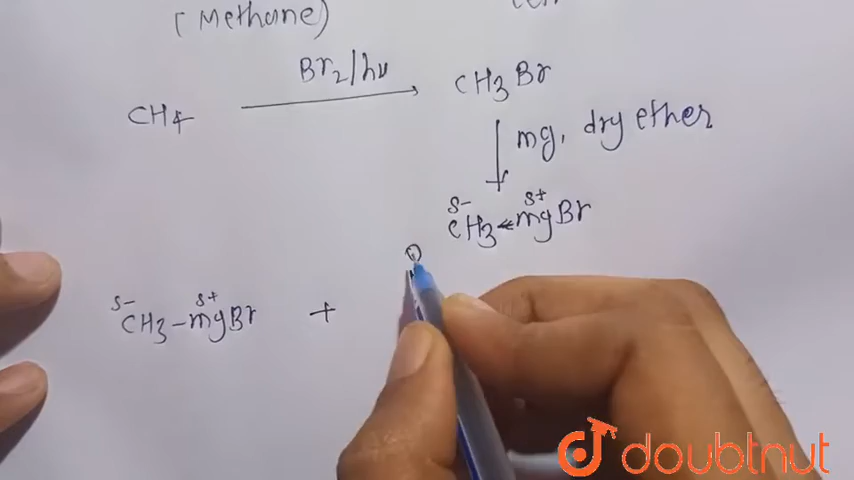 (Methane)
CH4 Br2/hν CH3Br
mg, dry ether
δ- δ+
CH3 mgBr
δ- δ+
CH3-mgBr +
doubtnut